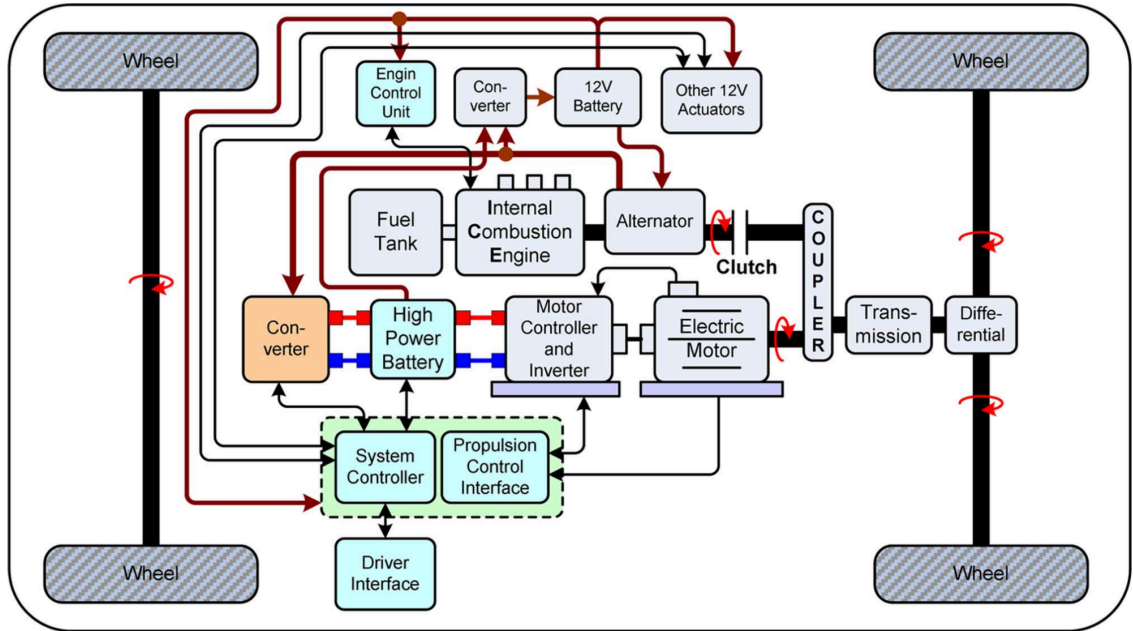 Wheel
Wheel
Engin
Control
Unit
Con-
verter
12V
Battery
Other 12V
Actuators
Fuel
Tank
Internal
Combustion
Engine
Alternator
Clutch
C
O
U
P
L
E
R
Con-
verter
High
Power
Battery
Motor
Controller
and
Inverter
Electric
Motor
Trans-
mission
Diffe-
rential
System
Controller
Propulsion
Control
Interface
Driver
Interface
Wheel
Wheel